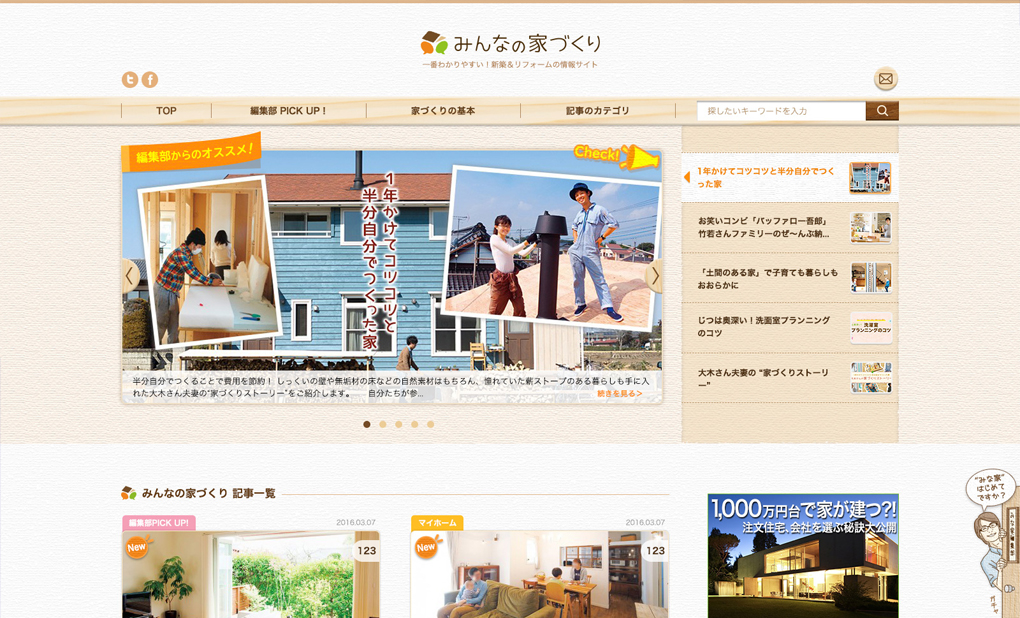 みんなの家づくり
一番わかりやすい！新築＆リフォームの情報サイト
TOP
編集部 PICK UP！
家づくりの基本
記事のカテゴリ
探したいキーワードを入力
編集部からのオススメ！
Check!
1年かけてコツコツと
半分自分でつくった家
半分自分でつくることで費用を節約！ しっくいの壁や無垢材の床などの自然素材はもちろん、憧れていた薪ストーブのある暮らしも手に入
れた大木さん夫妻の“家づくりストーリー”をご紹介します。 自分たちが参...
続きを見る＞
1年かけてコツコツと半分自分でつく
った家
お笑いコンビ「バッファロー吾郎」
竹若さんファミリーのぜ〜んぶ納...
「土間のある家」で子育ても暮らしも
おおらかに
じつは奥深い！洗面室プランニング
のコツ
洗濯室
プランニングのコツ
大木さん夫妻の “家づくりストーリ
ー”
みんなの家づくり 記事一覧
編集部PICK UP!
2016.03.07
New
123
マイホーム
2016.03.07
New
123
1,000万円台で家が建つ?!
注文住宅、会社を選ぶ秘訣大公開
“みな家”
はじめて
ですか？
みな家編集部
ガチャ